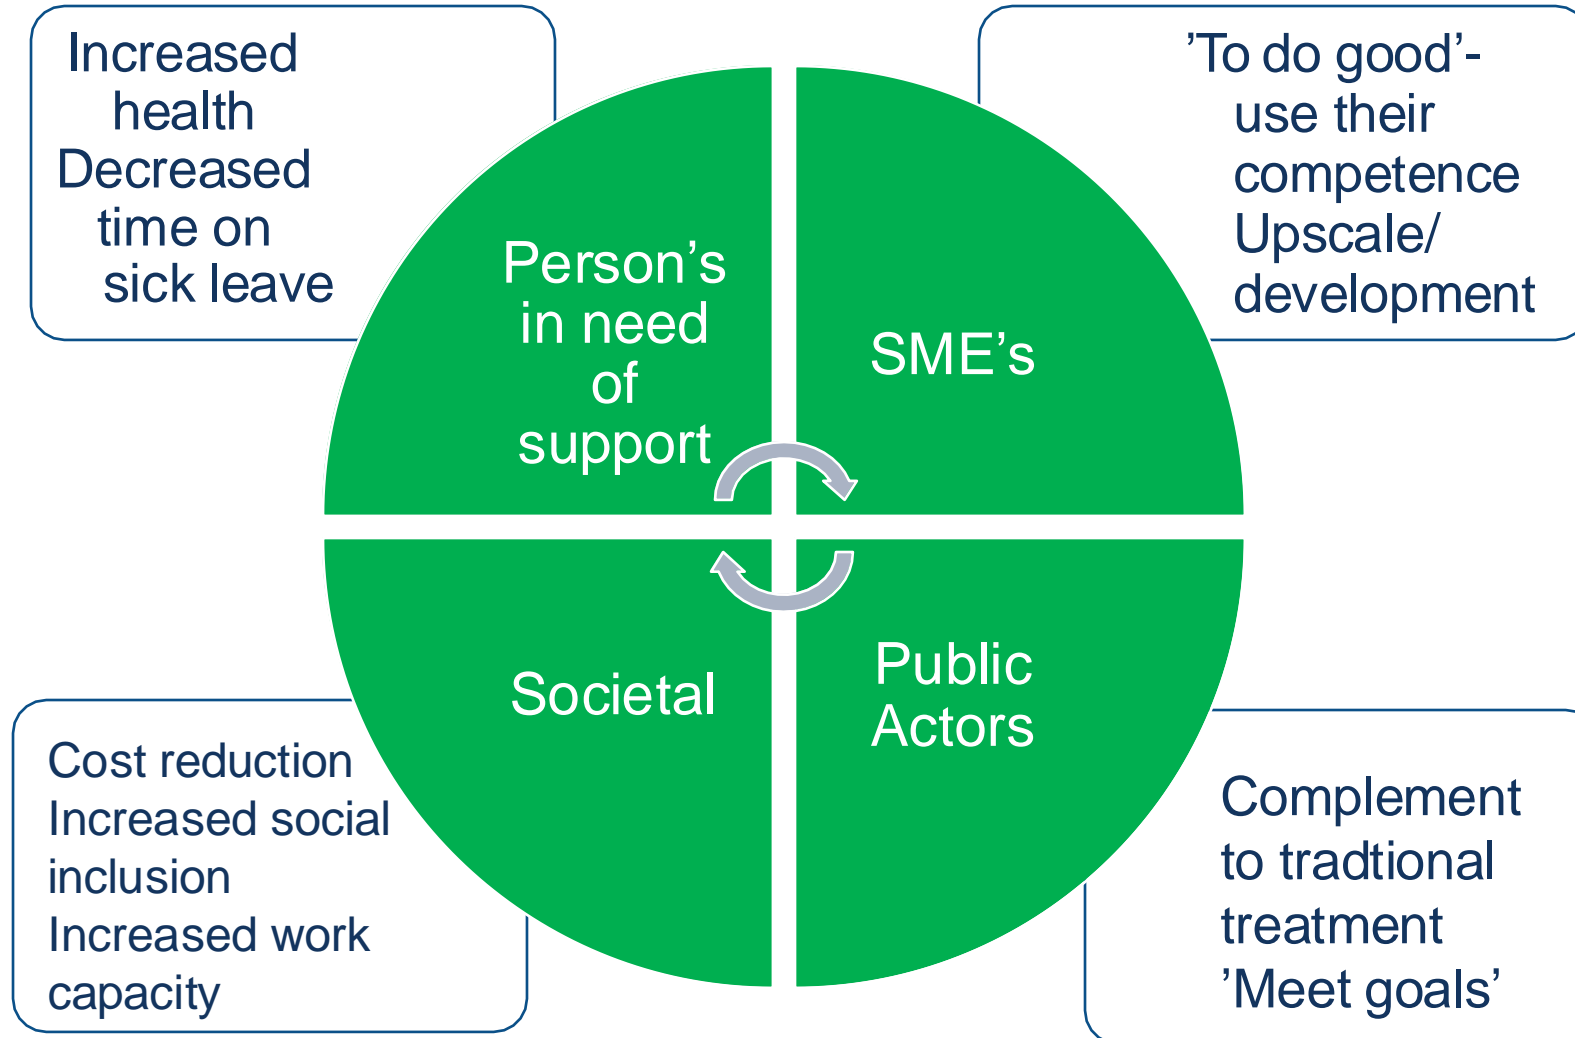 Increased
health
Decreased
time on
sick leave
’To do good’-
use their
competence
Upscale/
development
Person’s
in need
of
support
SME’s
Societal
Public
Actors
Cost reduction
Increased social
inclusion
Increased work
capacity
Complement
to tradtional
treatment
’Meet goals’